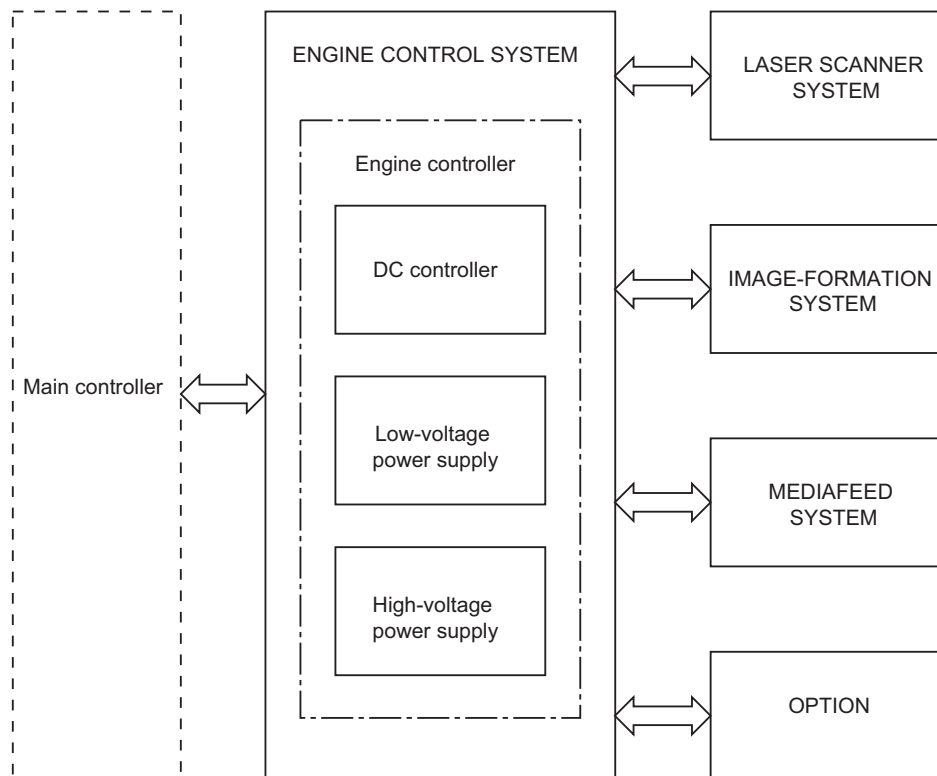 Main controller
ENGINE CONTROL SYSTEM
Engine controller
DC controller
Low-voltage
power supply
High-voltage
power supply
LASER SCANNER
SYSTEM
IMAGE-FORMATION
SYSTEM
MEDIAFEED
SYSTEM
OPTION